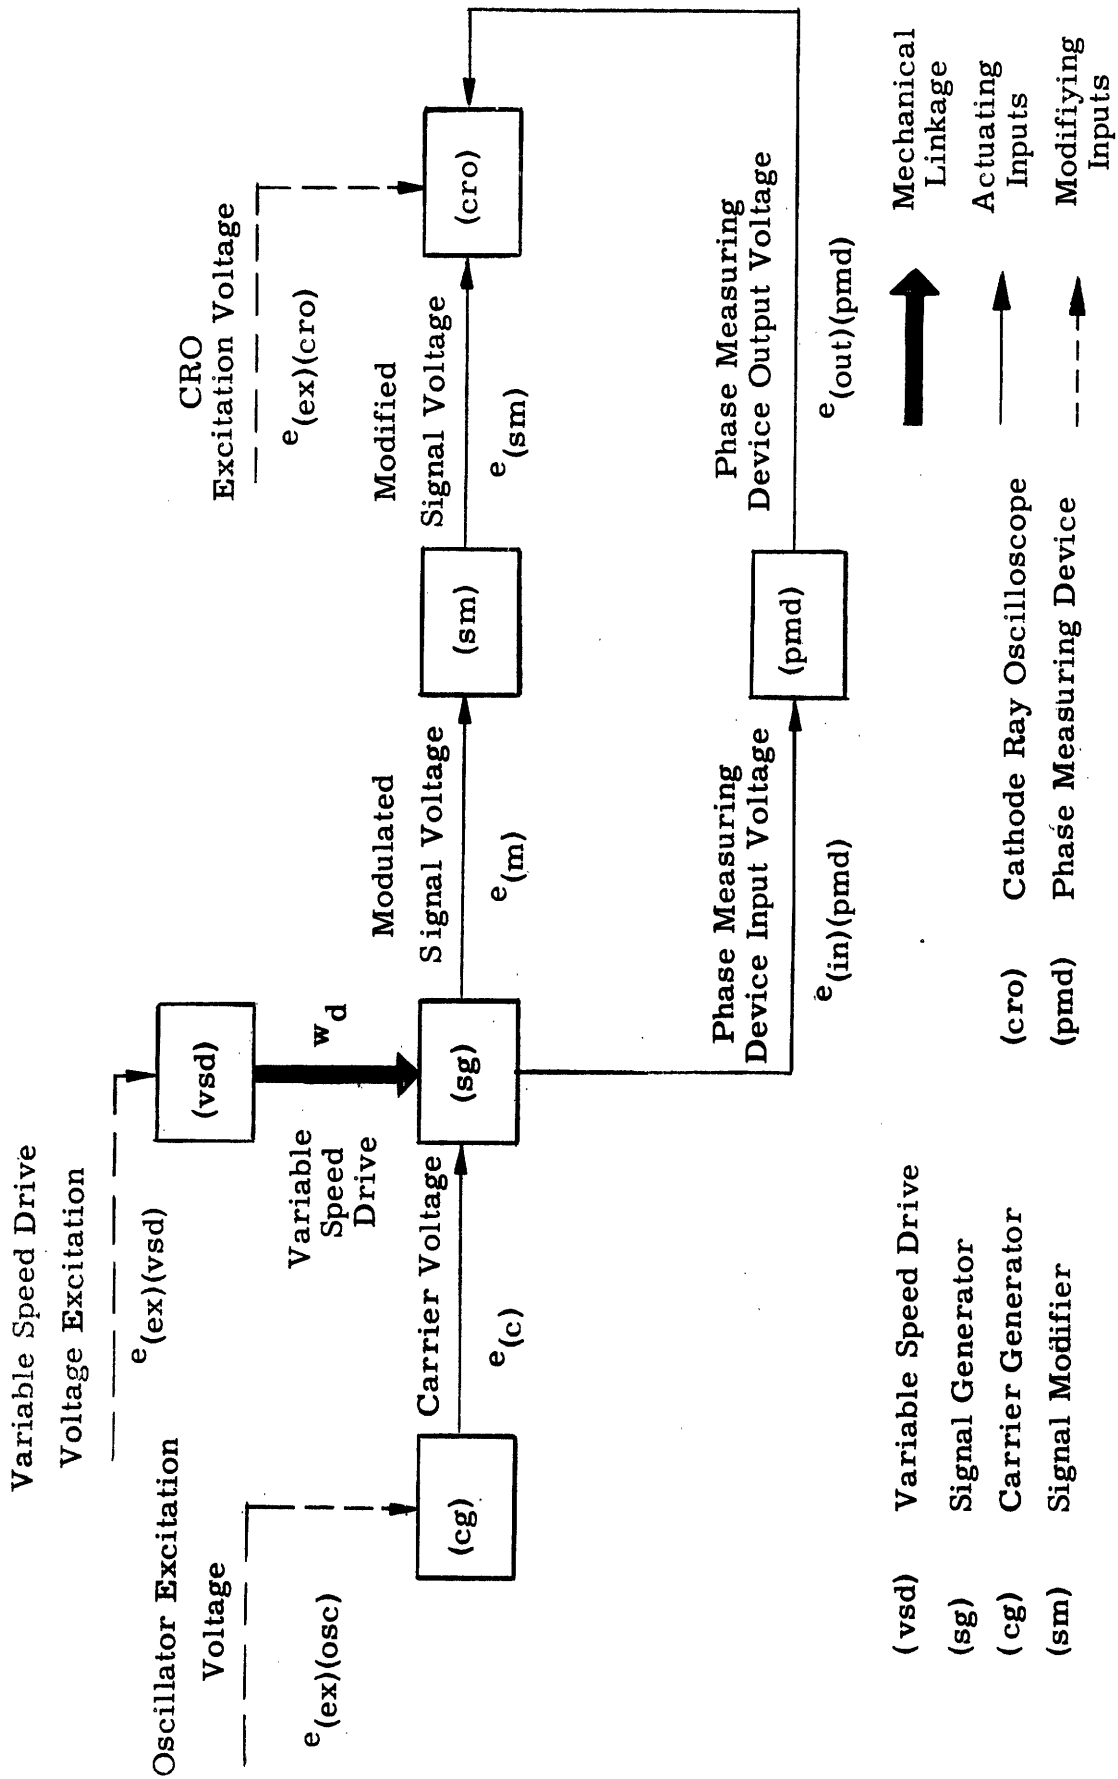 Variable Speed Drive
Voltage Excitation
e(ex)(vsd)
Oscillator Excitation
Voltage
e(ex)(osc)
(vsd)
Variable
Speed
Drive
w d
CRO
Excitation Voltage
e(ex)(cro)
(cg)
Carrier Voltage
e(c)
(sg)
Modulated
Signal Voltage
e(m)
(sm)
Modified
Signal Voltage
e(sm)
(cro)
Phase Measuring
Device Input Voltage
e(in)(pmd)
(pmd)
Phase Measuring
Device Output Voltage
e(out)(pmd)
(vsd) Variable Speed Drive
(sg) Signal Generator
(cg) Carrier Generator
(sm) Signal Modifier
(cro) Cathode Ray Oscilloscope
(pmd) Phase Measuring Device
Mechanical
Linkage
Actuating
Inputs
Modifiying
Inputs